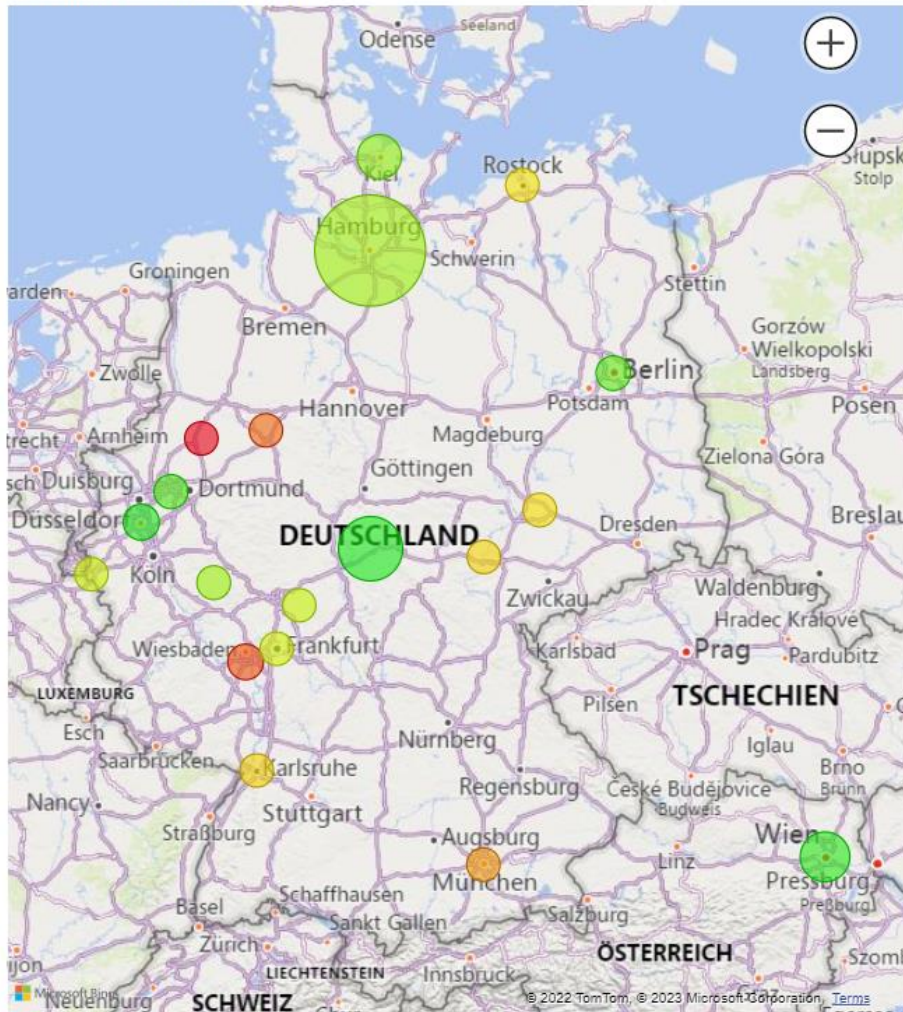 Odense
Seeland
Kiel
Rostock
Słupsk
Stolp
Hamburg
Schwerin
Groningen
Stettin
Bremen
Gorzów
Wielkopolski
Landsberg
Zwolle
Berlin
Potsdam
Posen
Hannover
Arnheim
Magdeburg
Zielona Góra
Göttingen
Duisburg
Dortmund
Düsseldorf
DEUTSCHLAND
Dresden
Breslau
Köln
Zwickau
Waldenburg
Hradec Králové
Wiesbaden
Frankfurt
Karlsbad
Prag
Pardubitz
LUXEMBURG
TSCHECHIEN
Pilsen
Esch
Nürnberg
Iglau
Saarbrücken
Brno
Brünn
Karlsruhe
Regensburg
České Budějovice
Budweis
Nancy
Stuttgart
Straßburg
Augsburg
Wien
Linz
München
Pressburg
Preßburg
Schaffhausen
Basel
Salzburg
Sankt Gallen
Zürich
ÖSTERREICH
LIECHTENSTEIN
Innsbruck
Neuenburg
SCHWEIZ
Graz
Microsoft Bing
© 2022 TomTom, © 2023 Microsoft Corporation, Terms